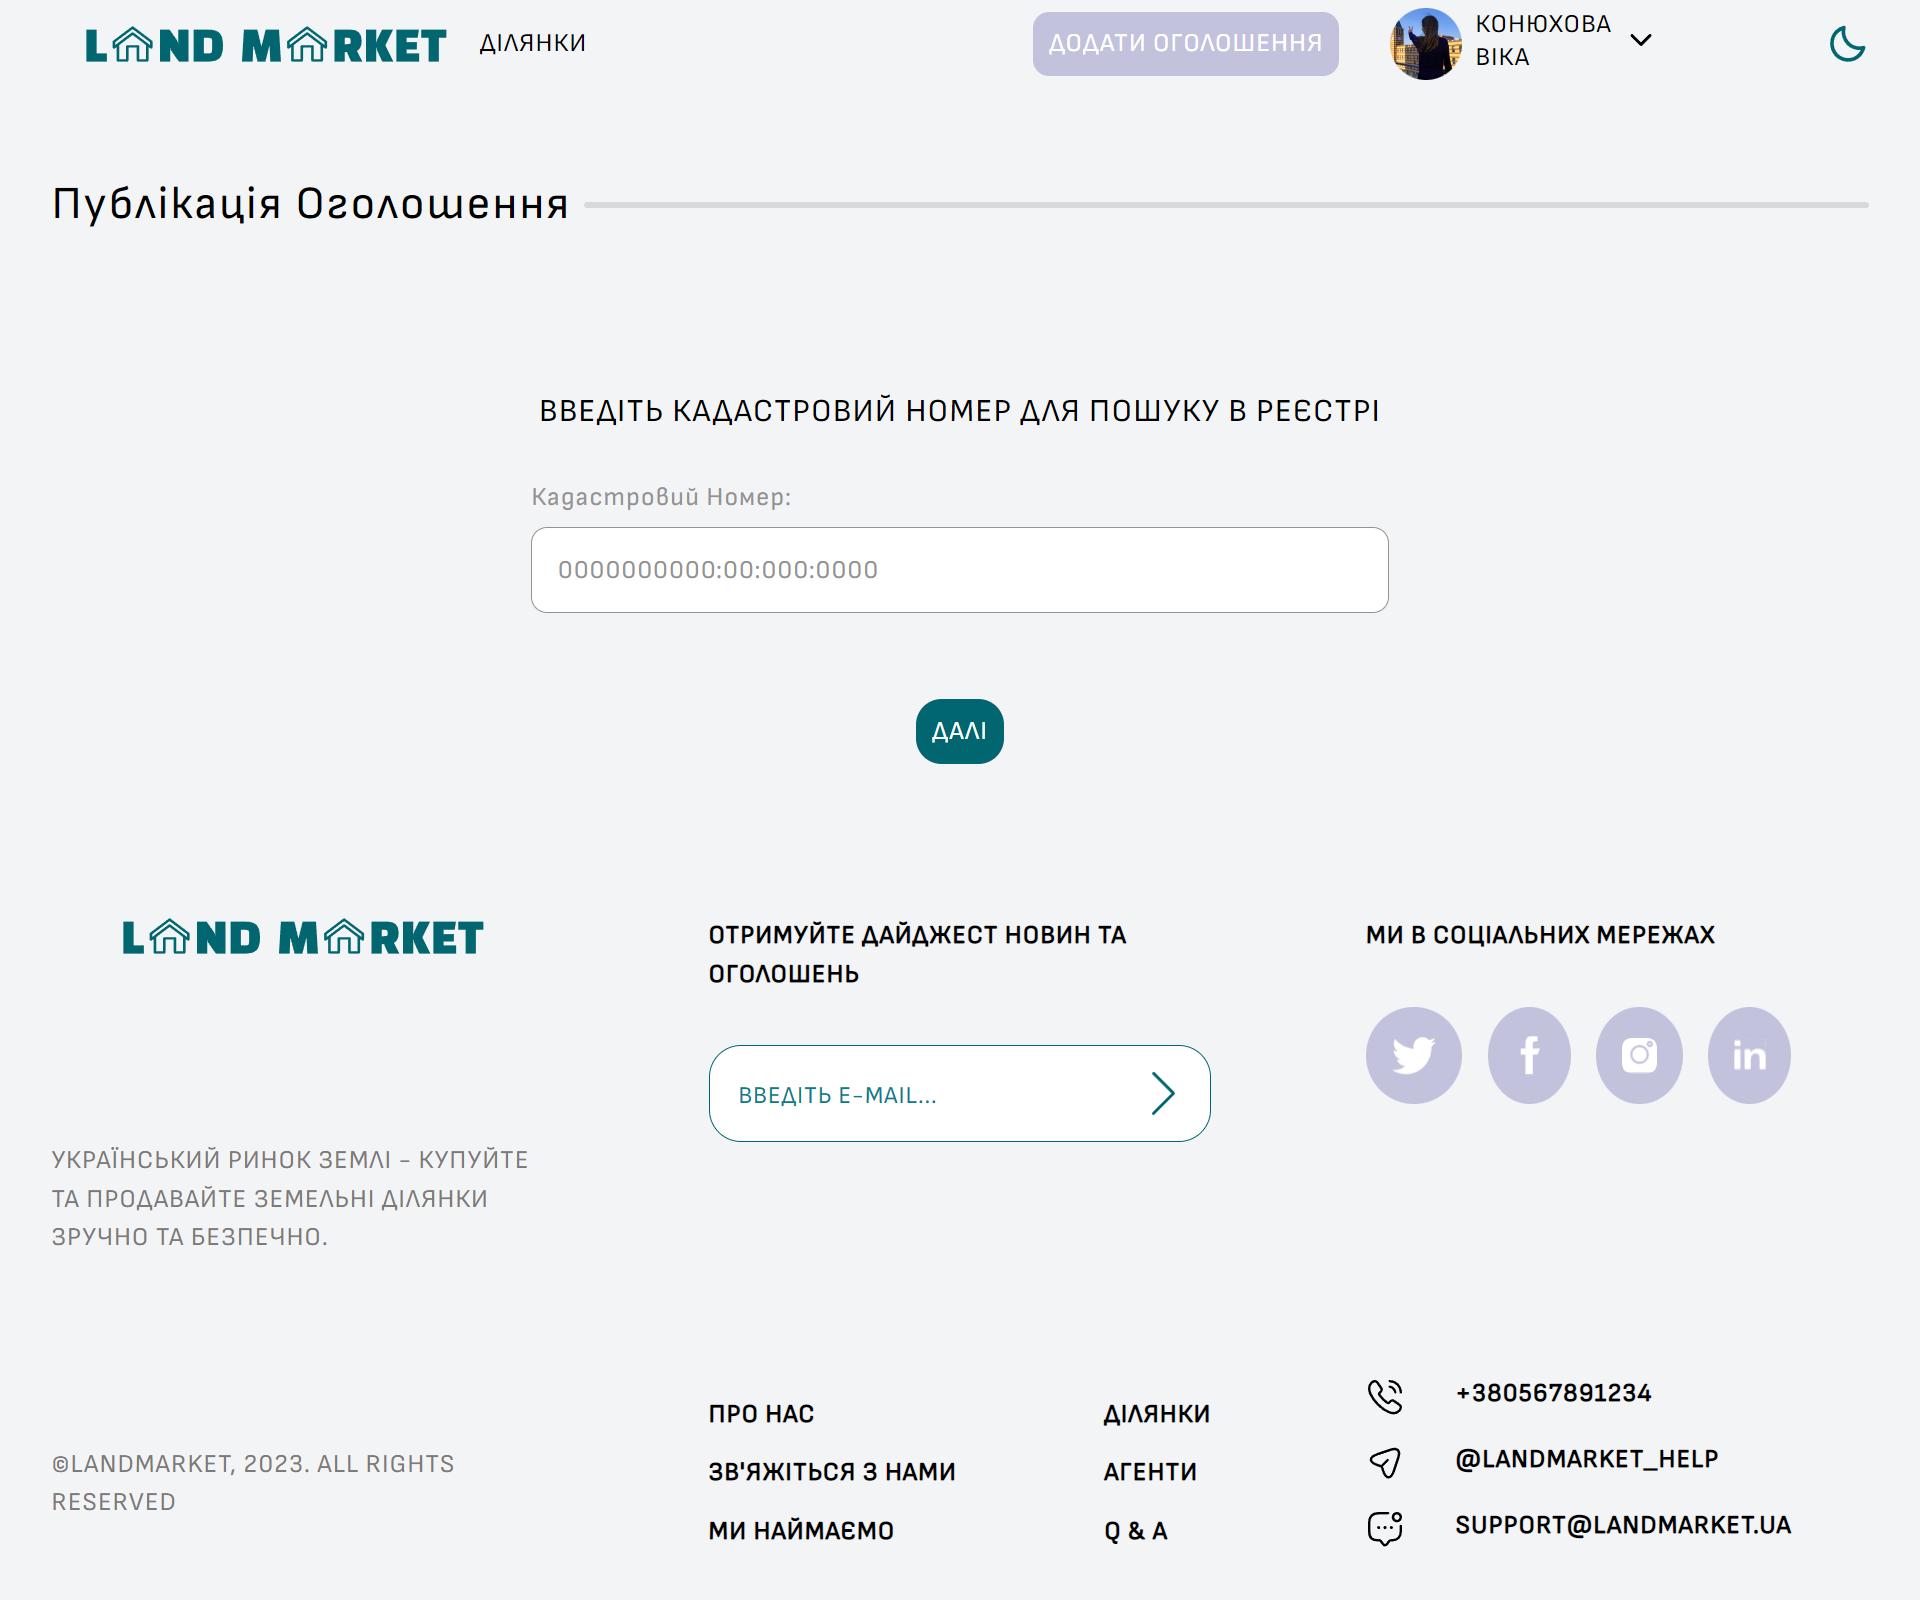 LAND MARKET
ДІЛЯНКИ
ДОДАТИ ОГОЛОШЕННЯ
КОНЮХОВА
ВІКА
Публікація Оголошення
ВВЕДІТЬ КАДАСТРОВИЙ НОМЕР ДЛЯ ПОШУКУ В РЕЄСТРІ
Кадастровий Номер:
0000000000:00:000:0000
ДАЛІ
LAND MARKET
УКРАЇНСЬКИЙ РИНОК ЗЕМЛІ - КУПУЙТЕ
ТА ПРОДАВАЙТЕ ЗЕМЕЛЬНІ ДІЛЯНКИ
ЗРУЧНО ТА БЕЗПЕЧНО.
©LANDMARKET, 2023. ALL RIGHTS
RESERVED
ОТРИМУЙТЕ ДАЙДЖЕСТ НОВИН ТА
ОГОЛОШЕНЬ
ВВЕДІТЬ E-MAIL...
ПРО НАС
ЗВ'ЯЖІТЬСЯ З НАМИ
МИ НАЙМАЄМО
ДІЛЯНКИ
АГЕНТИ
Q & A
МИ В СОЦІАЛЬНИХ МЕРЕЖАХ
in
+380567891234
@LANDMARKET_HELP
SUPPORT@LANDMARKET.UA